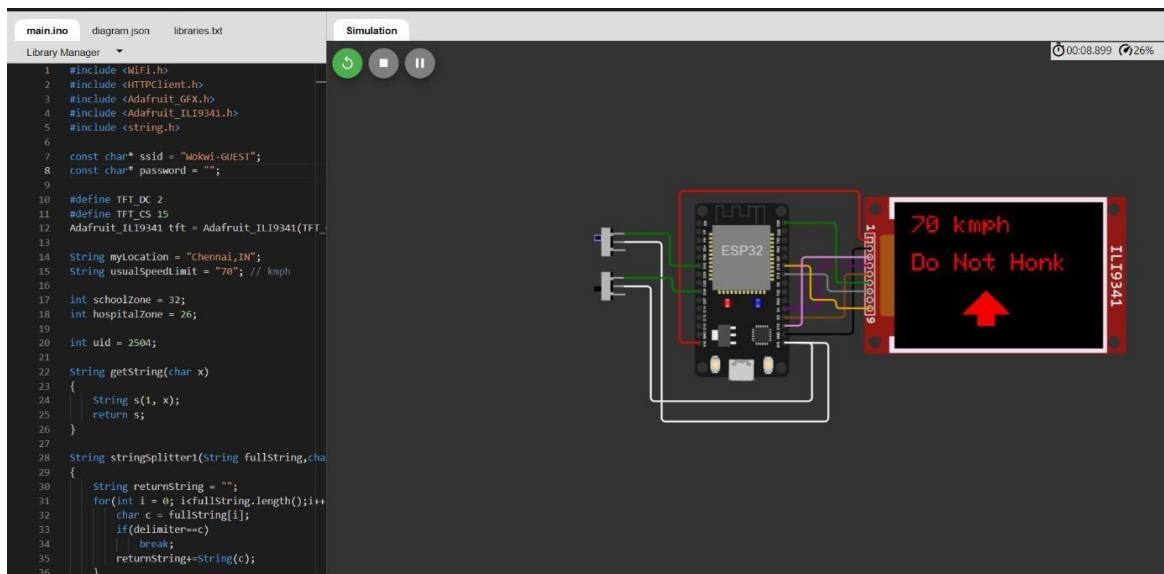 main.ino diagram.json libraries.txt
Library Manager
1 #include <WiFi.h>
2 #include <HTTPClient.h>
3 #include <Adafruit_GFX.h>
4 #include <Adafruit_ILI9341.h>
5 #include <string.h>
6
7 const char* ssid = "Wokwi-GUEST";
8 const char* password = "";
9
10 #define TFT_DC 2
11 #define TFT_CS 15
12 Adafruit_ILI9341 tft = Adafruit_ILI9341(TFT_
13
14 String myLocation = "Chennai,IN";
15 String usualSpeedLimit = "70"; // kmph
16
17 int schoolZone = 32;
18 int hospitalZone = 26;
19
20 int uid = 2504;
21
22 String getString(char x)
23 {
24 String s(1, x);
25 return s;
26 }
27
28 String stringSplitter1(String fullString,cha
29 {
30 String returnString = "";
31 for(int i = 0; i<fullString.length();i++
32 char c = fullString[i];
33 if(delimiter==c)
34 break;
35 returnString+=String(c);
36 }
Simulation
00:08.899 26%
ESP32
1
9
70 kmph
Do Not Honk
ILI9341